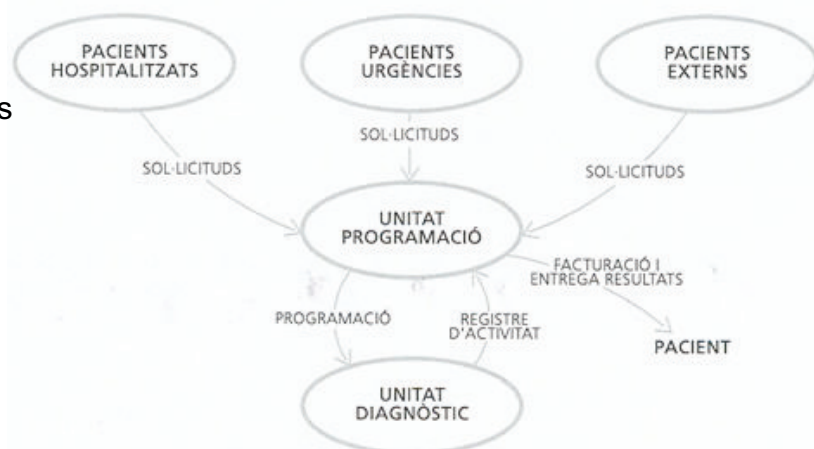 PACIENTS
HOSPITALITZATS
PACIENTS
URGÈNCIES
PACIENTS
EXTERNS
s
SOL·LICITUDS
SOL·LICITUDS
SOL·LICITUDS
UNITAT
PROGRAMACIÓ
FACTURACIÓ I
ENTREGA RESULTATS
PROGRAMACIÓ
REGISTRE
D'ACTIVITAT
PACIENT
UNITAT
DIAGNÒSTIC